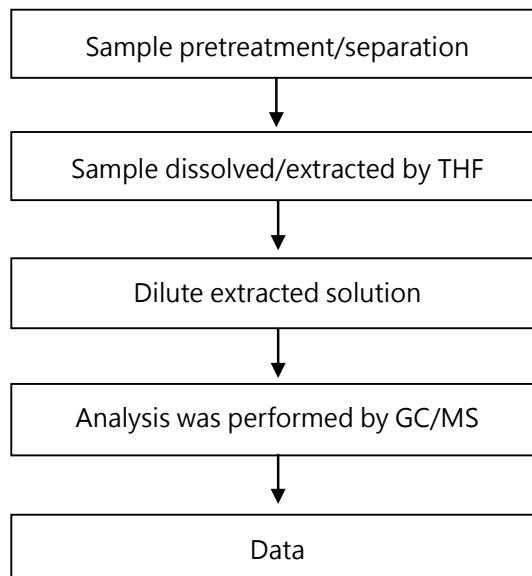 Sample pretreatment/separation
Sample dissolved/extracted by THF
Dilute extracted solution
Analysis was performed by GC/MS
Data